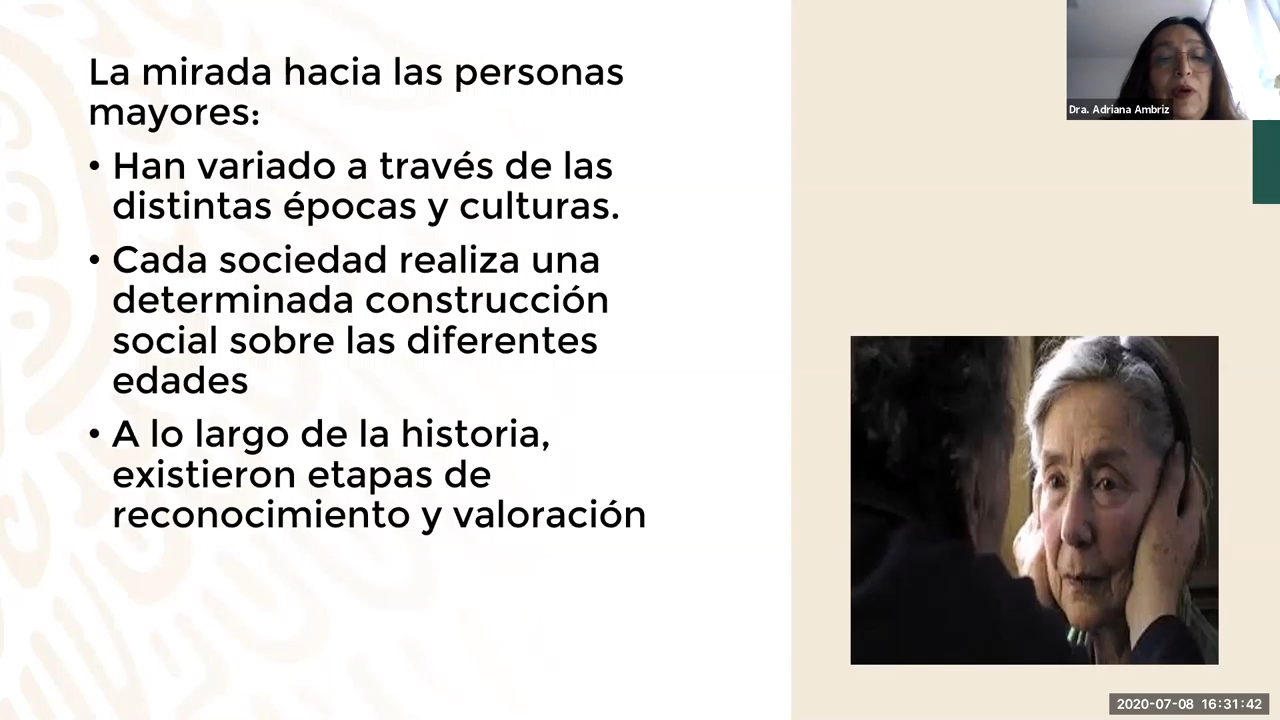 La mirada hacia las personas
mayores:
• Han variado a través de las
distintas épocas y culturas.
• Cada sociedad realiza una
determinada construcción
social sobre las diferentes
edades
• A lo largo de la historia,
existieron etapas de
reconocimiento y valoración
Dra. Adriana Ambriz
2020-07-08 16:31:42